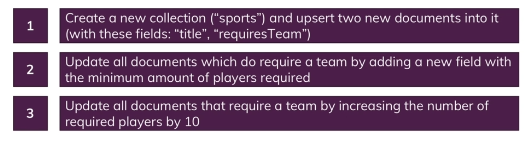 1
Create a new collection (“sports”) and upsert two new documents into it
(with these fields: “title”, “requiresTeam”)
2
Update all documents which do require a team by adding a new field with
the minimum amount of players required
3
Update all documents that require a team by increasing the number of
required players by 10